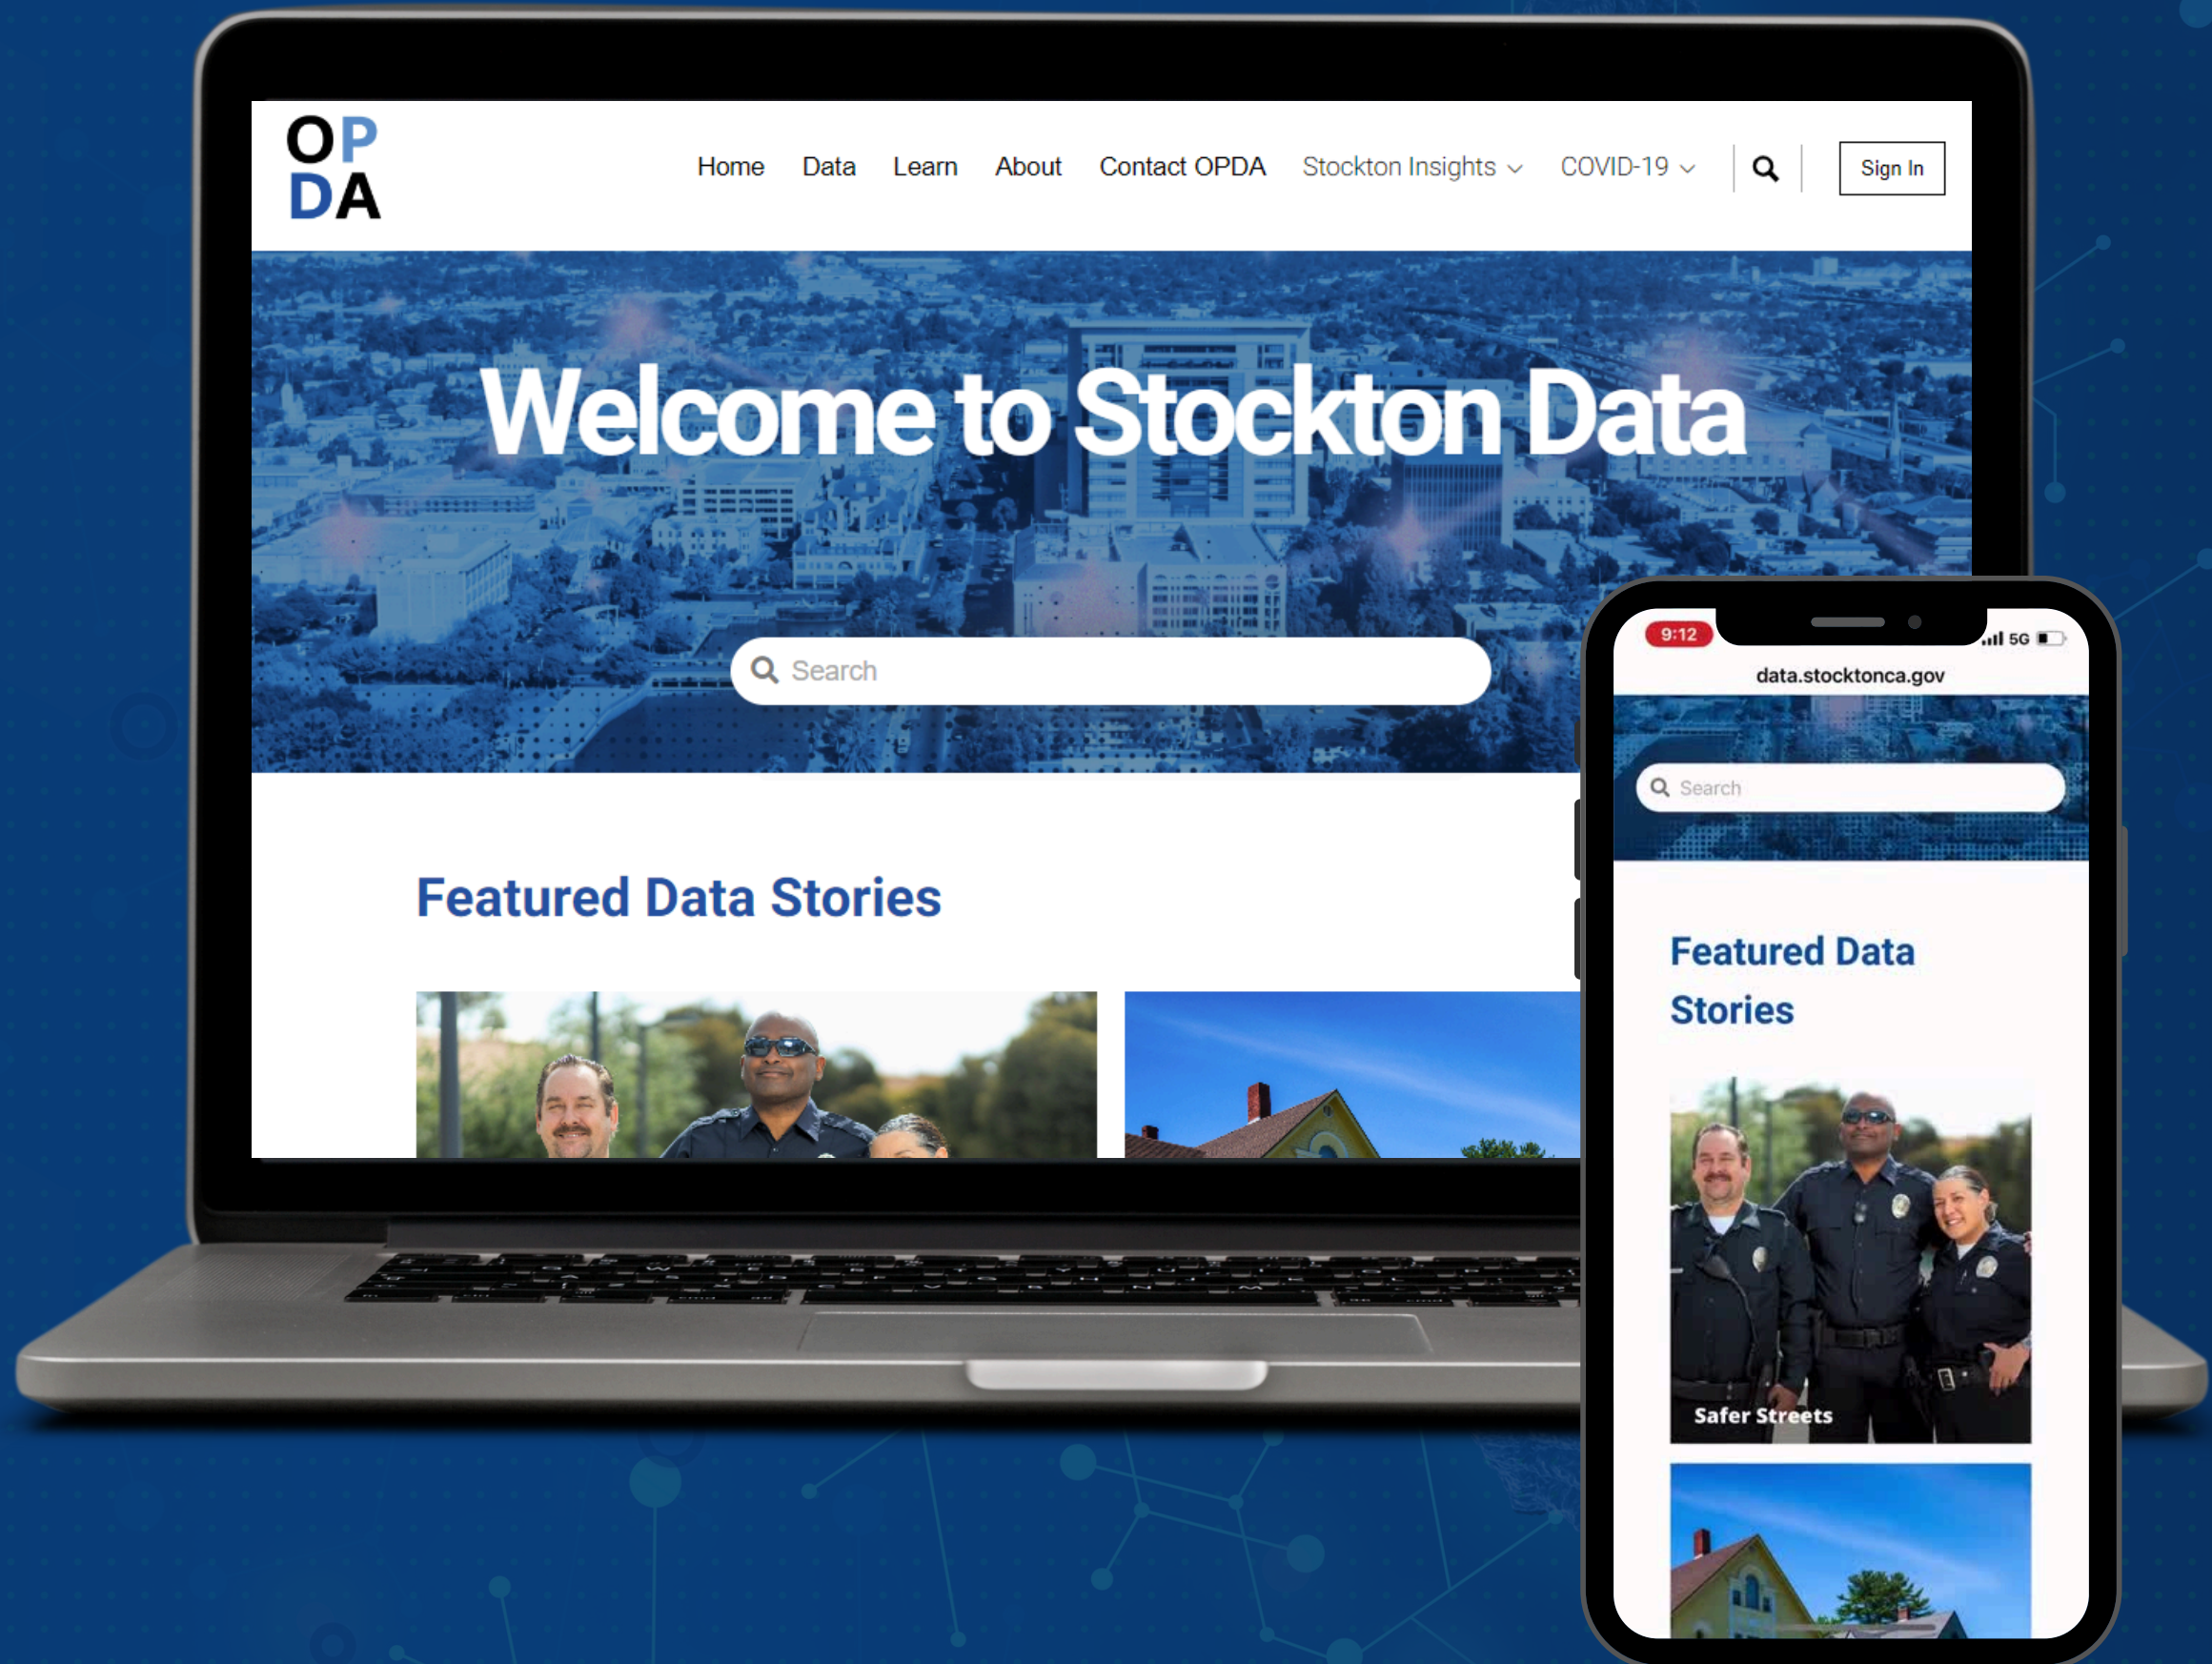 OP
DA
Home Data Learn About Contact OPDA Stockton Insights COVID-19 Sign In
Welcome to Stockton Data
Search
Featured Data Stories
9:12 5G
data.stocktonca.gov
Search
Featured Data
Stories
Safer Streets